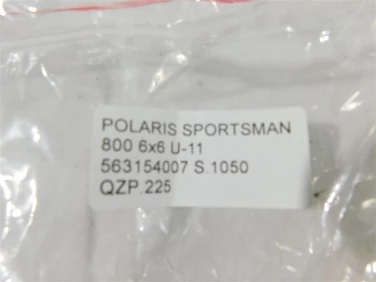 POLARIS SPORTSMAN
800 6x6 U-11
563154007 S.1050
QZP.225